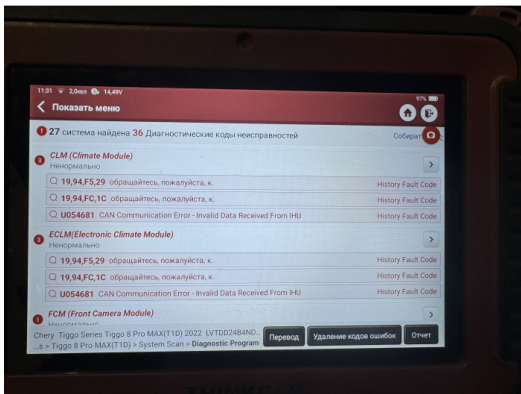 11:31 2,0кг/с 14,49V 97%
Показать меню
27 система найдена 36 Диагностические коды неисправностей Собират
3 CLM (Climate Module)
Ненормально
19,94,F5,29 обращайтесь, пожалуйста, к. History Fault Code
19,94,FC,1C обращайтесь, пожалуйста, к. History Fault Code
U054681 CAN Communication Error - Invalid Data Received From IHU History Fault Code
3 ECLM(Electronic Climate Module)
Ненормально
19,94,F5,29 обращайтесь, пожалуйста, к. History Fault Code
19,94,FC,1C обращайтесь, пожалуйста, к. History Fault Code
U054681 CAN Communication Error - Invalid Data Received From IHU History Fault Code
FCM (Front Camera Module)
Ненормально
Chery Tiggo Series Tiggo 8 Pro MAX(T1D) 2022 LVTDD24B4ND...
...s > Tiggo 8 Pro MAX(T1D) > System Scan > Diagnostic Program
Перевод Удаление кодов ошибок Отчет